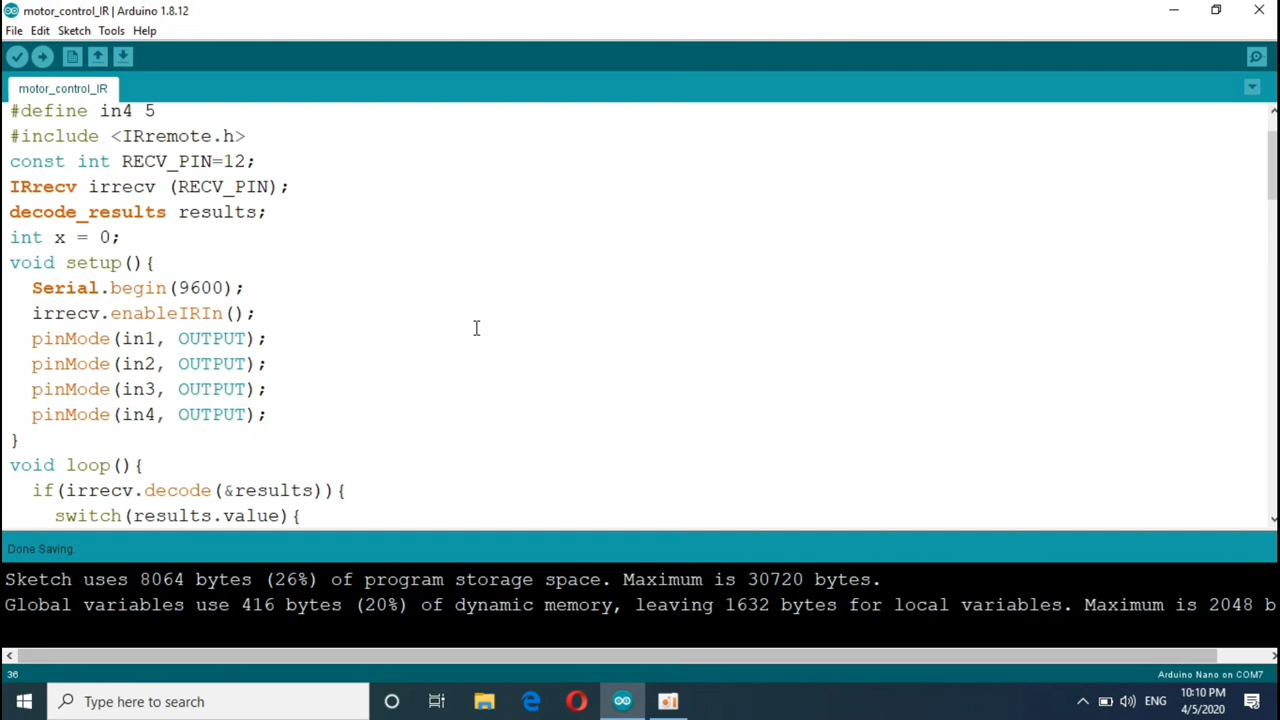 motor_control_IR | Arduino 1.8.12
File Edit Sketch Tools Help
motor_control_IR
#define in4 5
#include <IRremote.h>
const int RECV_PIN=12;
IRrecv irrecv (RECV_PIN);
decode_results results;
int x = 0;
void setup(){
Serial.begin(9600);
irrecv.enableIRIn();
pinMode(in1, OUTPUT);
pinMode(in2, OUTPUT);
pinMode(in3, OUTPUT);
pinMode(in4, OUTPUT);
}
void loop(){
if(irrecv.decode(&results)){
switch(results.value){
Done Saving.
Sketch uses 8064 bytes (26%) of program storage space. Maximum is 30720 bytes.
Global variables use 416 bytes (20%) of dynamic memory, leaving 1632 bytes for local variables. Maximum is 2048 b
36
Arduino Nano on COM7
Type here to search
ENG
10:10 PM
4/5/2020